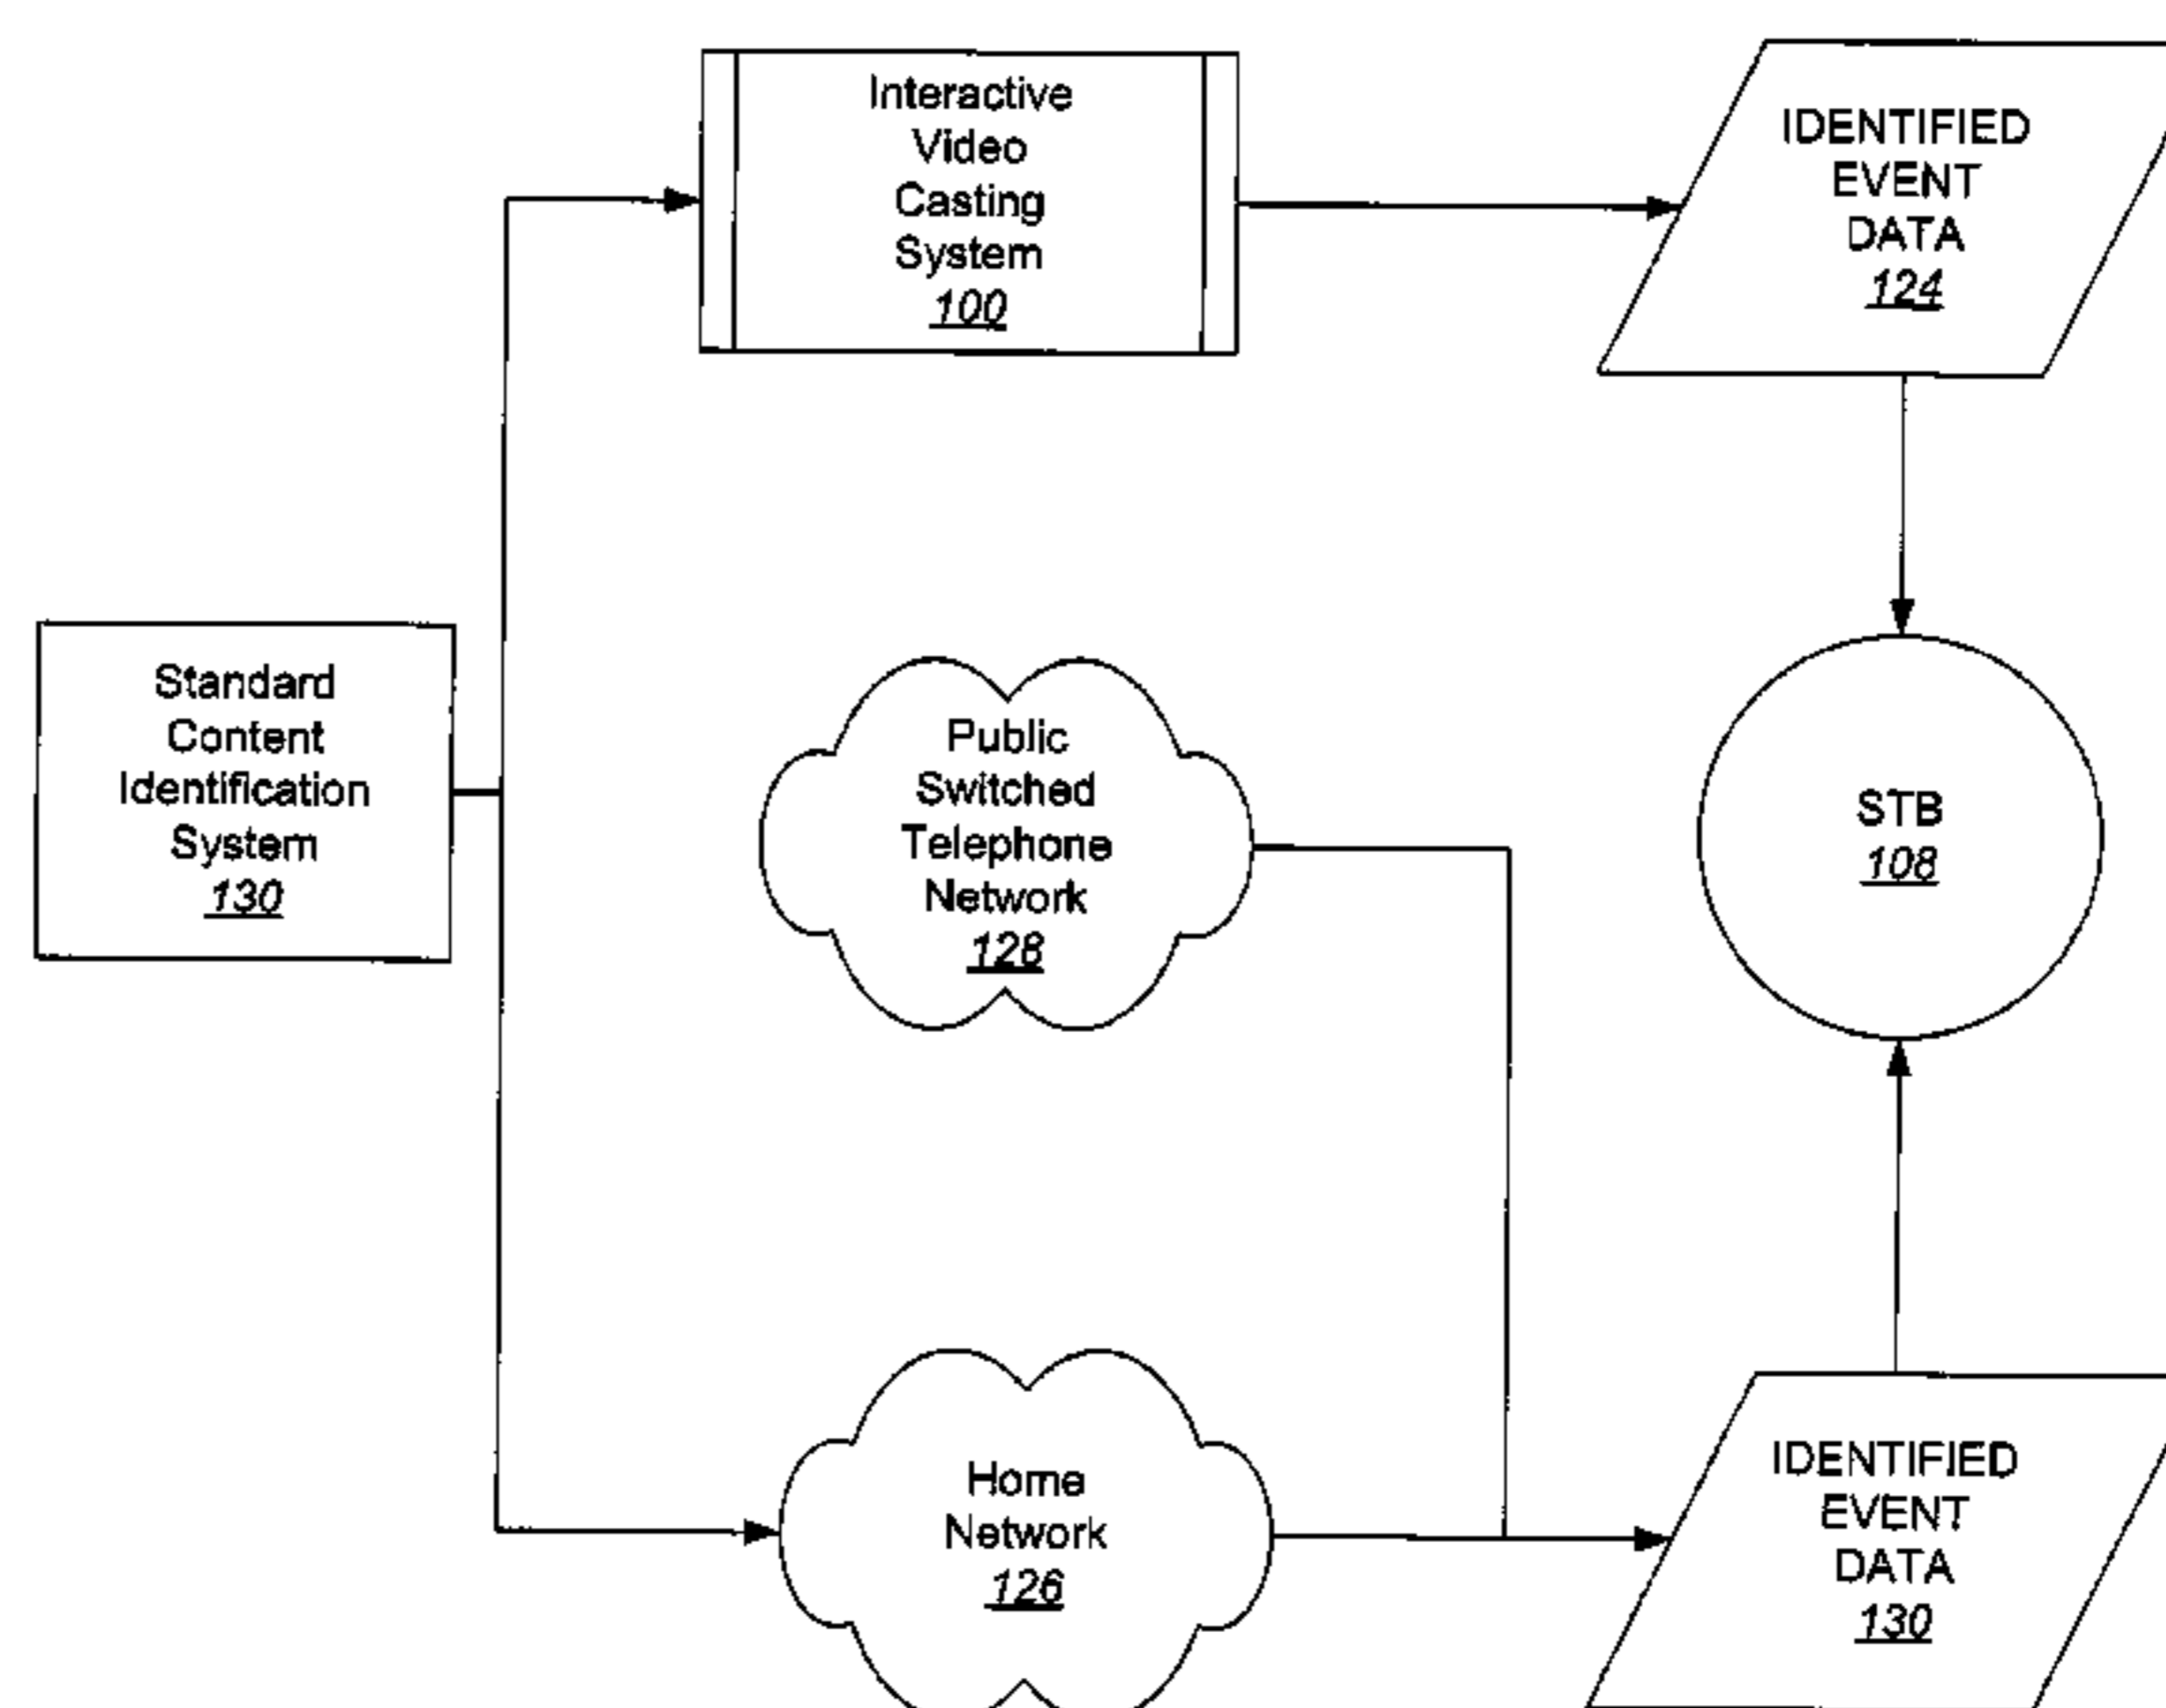 Interactive
Video
Casting
System
100
IDENTIFIED
EVENT
DATA
124
Standard
Content
Identification
System
130
Public
Switched
Telephone
Network
128
STB
108
Home
Network
126
IDENTIFIED
EVENT
DATA
130